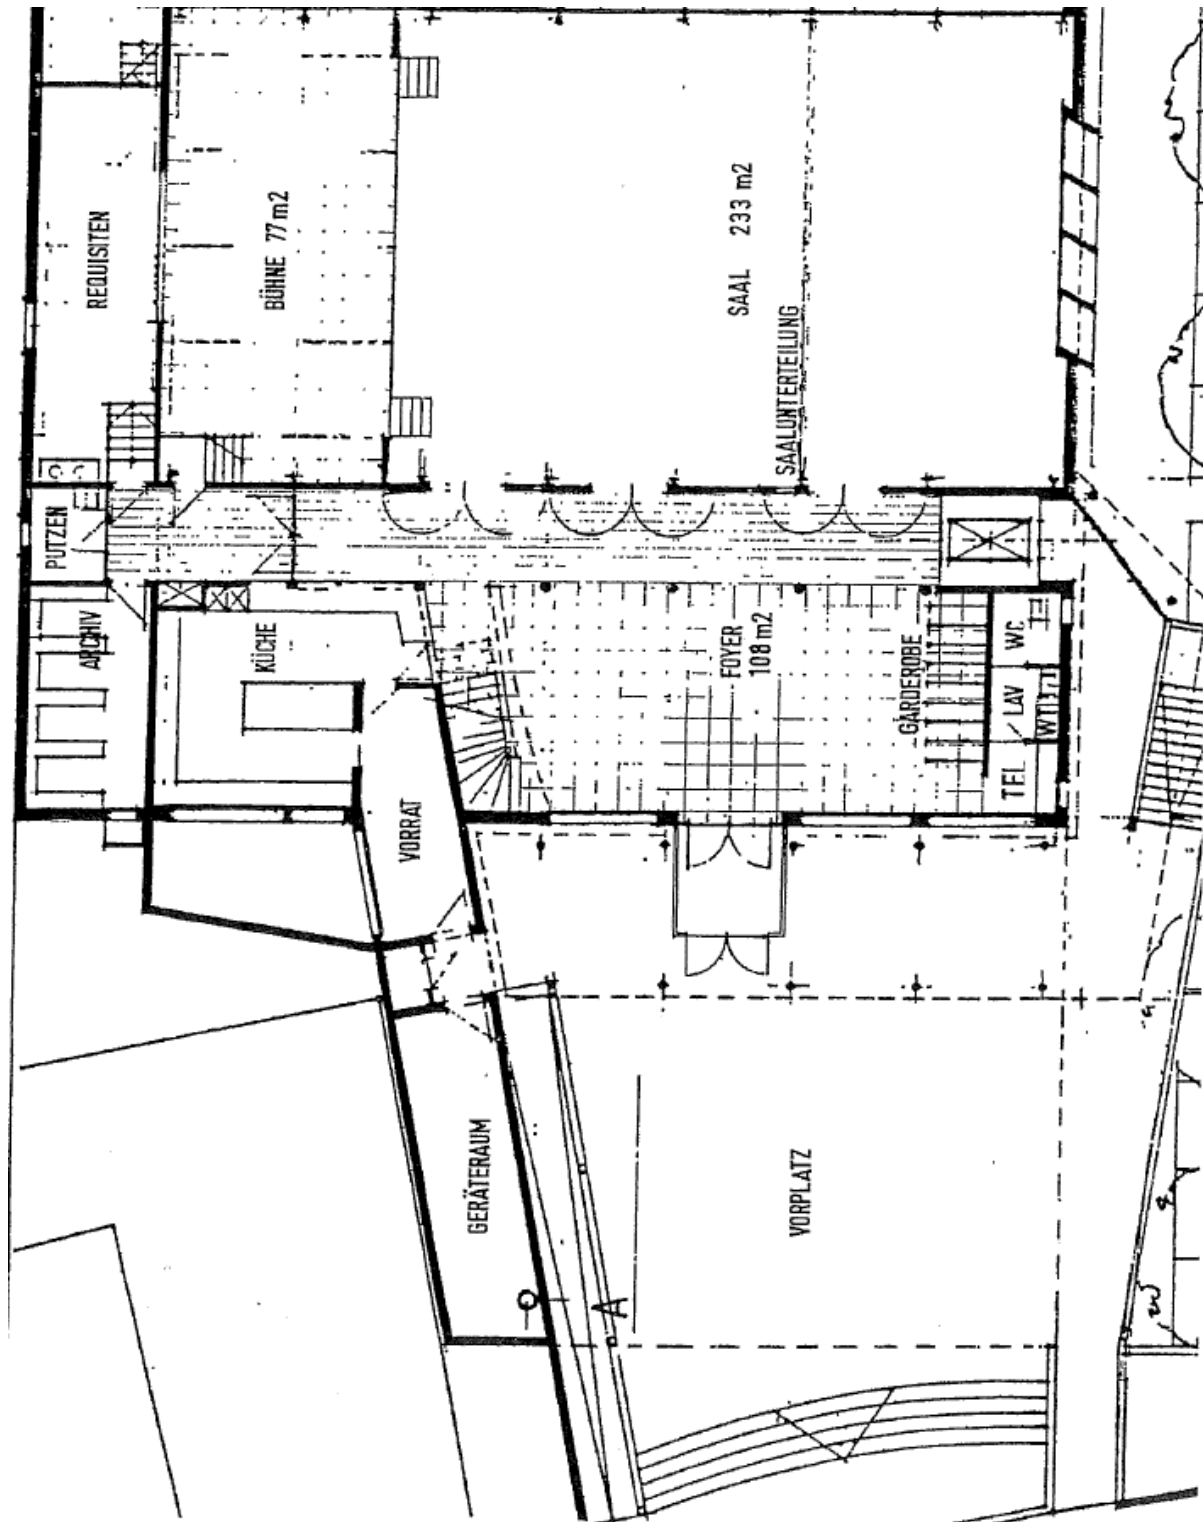 REQUISITEN
BÜHNE 77 m2
SAAL 233 m2
SAALUNTERTEILUNG
PUTZEN
ARCHIV
KÜCHE
FOYER
108 m2
GARDEROBE
WC
LAV
WT
TEL
VORRAT
GERÄTERAUM
VORPLATZ
A